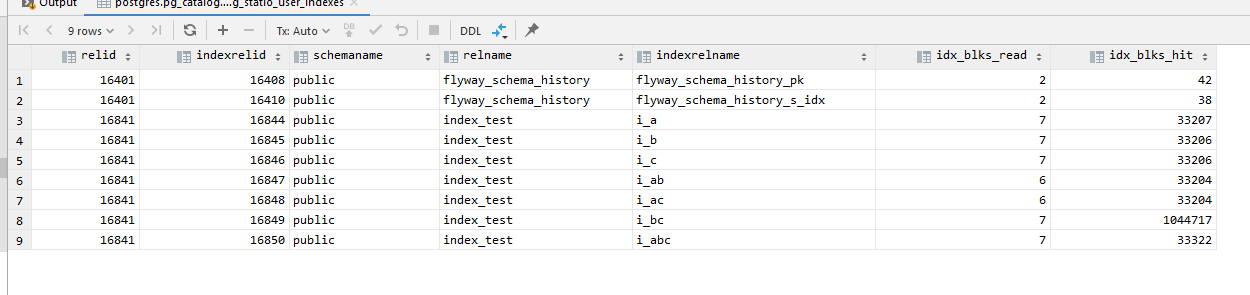 Output postgres.pg_catalog....g_statio_user_indexes
9 rows Tx: Auto DB DDL
relid indexrelid schemaname relname indexrelname idx_blks_read idx_blks_hit
1 16401 16408 public flyway_schema_history flyway_schema_history_pk 2 42
2 16401 16410 public flyway_schema_history flyway_schema_history_s_idx 2 38
3 16841 16844 public index_test i_a 7 33207
4 16841 16845 public index_test i_b 7 33206
5 16841 16846 public index_test i_c 7 33206
6 16841 16847 public index_test i_ab 6 33204
7 16841 16848 public index_test i_ac 6 33204
8 16841 16849 public index_test i_bc 7 1044717
9 16841 16850 public index_test i_abc 7 33322